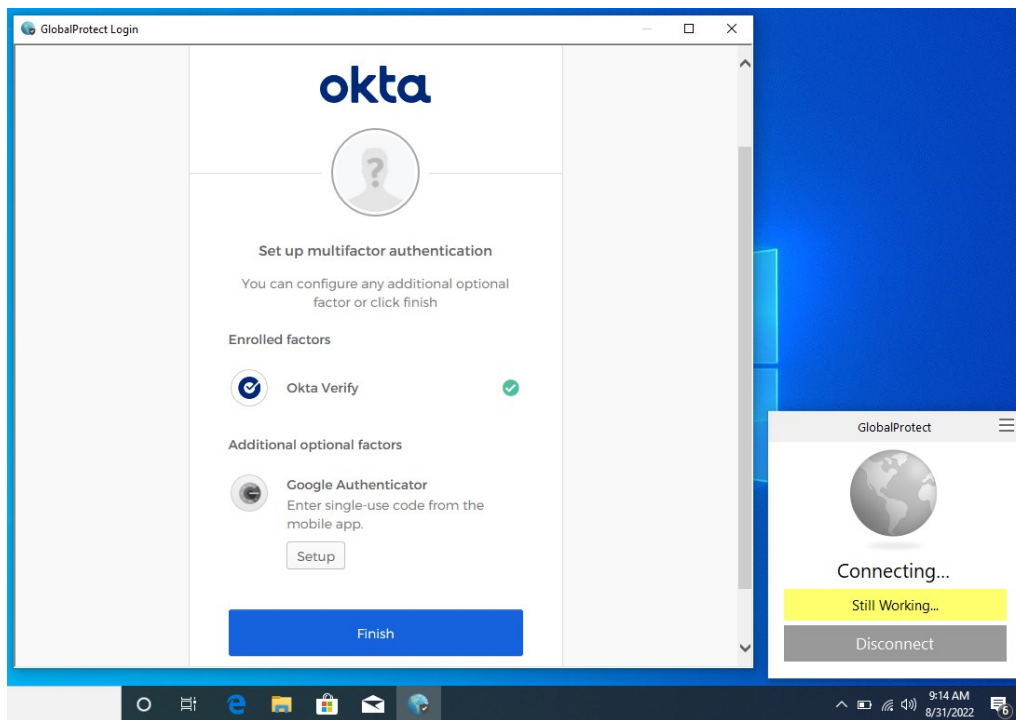 GlobalProtect Login
okta
?
Set up multifactor authentication
You can configure any additional optional
factor or click finish
Enrolled factors
Okta Verify
Additional optional factors
Google Authenticator
Enter single-use code from the
mobile app.
Setup
Finish
GlobalProtect
Connecting...
Still Working...
Disconnect
9:14 AM
8/31/2022
6